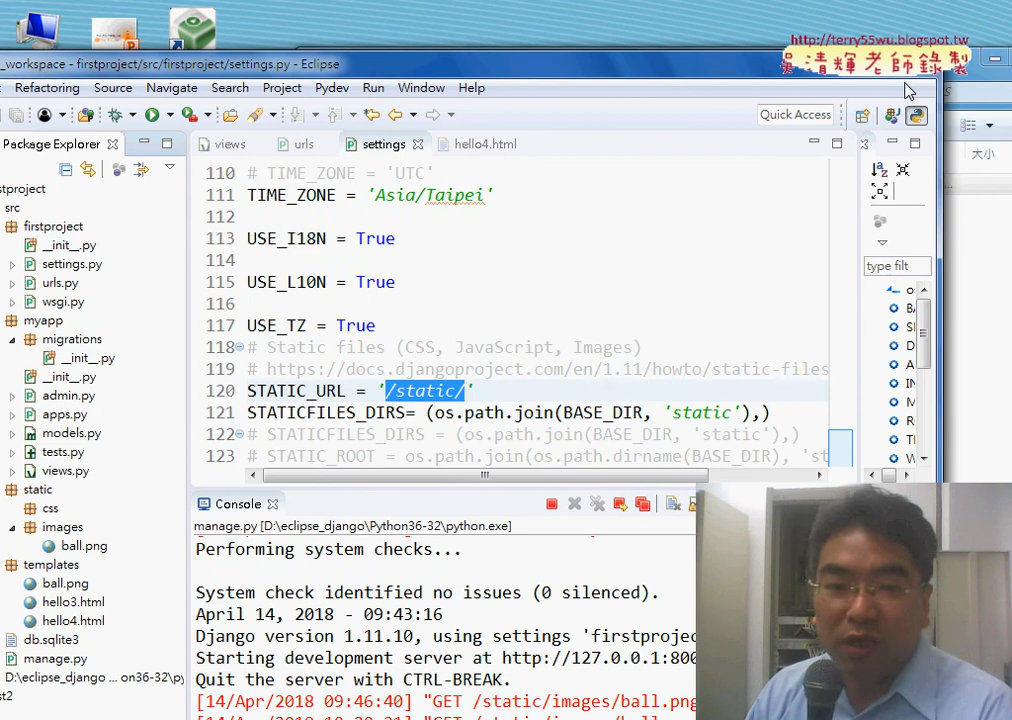 http://terry55wu.blogspot.tw
吳清輝老師錄製
_workspace - firstproject/src/firstproject/settings.py - Eclipse
Refactoring Source Navigate Search Project Pydev Run Window Help
Quick Access
Package Explorer
views urls settings hello4.html
大小
stproject
src
firstproject
__init__.py
settings.py
urls.py
wsgi.py
myapp
migrations
__init__.py
__init__.py
admin.py
apps.py
models.py
tests.py
views.py
static
css
images
ball.png
templates
ball.png
hello3.html
hello4.html
db.sqlite3
manage.py
D:\eclipse_django ... on36-32\py
st2
110 # TIME_ZONE = 'UTC'
111 TIME_ZONE = 'Asia/Taipei'
112
113 USE_I18N = True
114
115 USE_L10N = True
116
117 USE_TZ = True
118 # Static files (CSS, JavaScript, Images)
119 # https://docs.djangoproject.com/en/1.11/howto/static-files
120 STATIC_URL = '/static/'
121 STATICFILES_DIRS= (os.path.join(BASE_DIR, 'static'),)
122 # STATICFILES_DIRS = (os.path.join(BASE_DIR, 'static'),)
123 # STATIC_ROOT = os.path.join(os.path.dirname(BASE_DIR), 'st
type filt
Console
manage.py [D:\eclipse_django\Python36-32\python.exe]
Performing system checks...
System check identified no issues (0 silenced).
April 14, 2018 - 09:43:16
Django version 1.11.10, using settings 'firstprojec
Starting development server at http://127.0.0.1:800
Quit the server with CTRL-BREAK.
[14/Apr/2018 09:46:40] "GET /static/images/ball.png